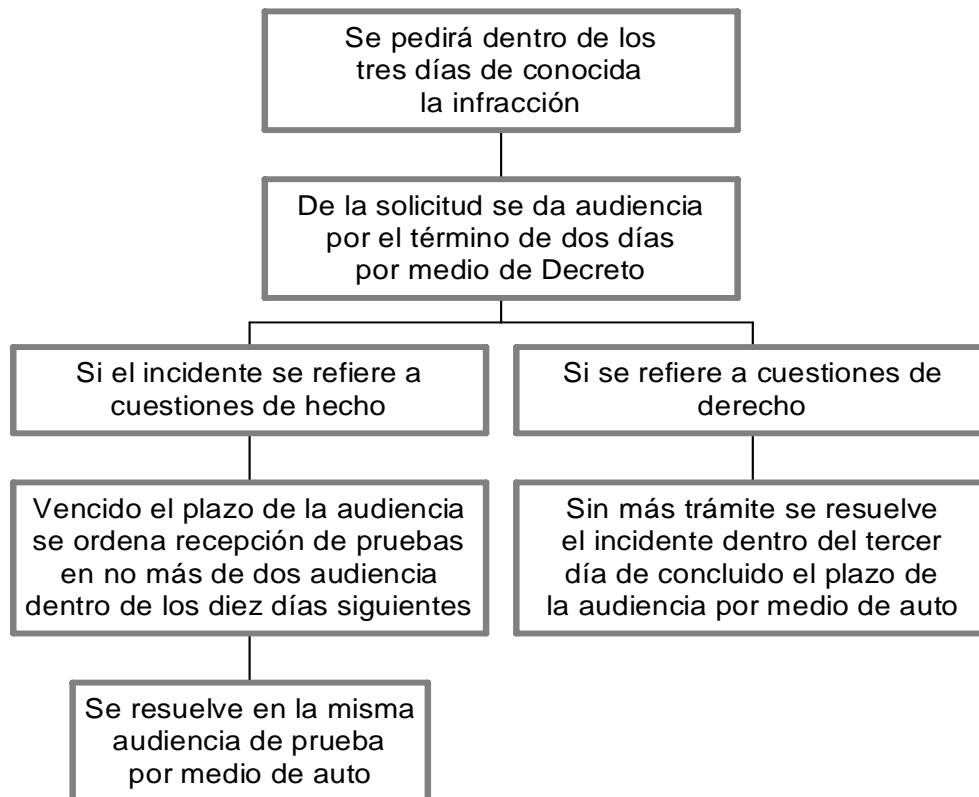 Se pedirá dentro de los
tres días de conocida
la infracción
De la solicitud se da audiencia
por el término de dos días
por medio de Decreto
Si el incidente se refiere a
cuestiones de hecho
Si se refiere a cuestiones de
derecho
Vencido el plazo de la audiencia
se ordena recepción de pruebas
en no más de dos audiencia
dentro de los diez días siguientes
Sin más trámite se resuelve
el incidente dentro del tercer
día de concluido el plazo de
la audiencia por medio de auto
Se resuelve en la misma
audiencia de prueba
por medio de auto